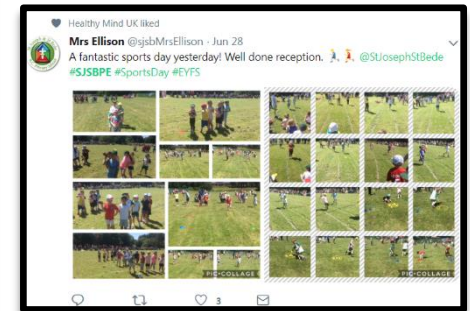 Healthy Mind UK liked
Mrs Ellison @sjsbMrsEllison · Jun 28
A fantastic sports day yesterday! Well done reception. 🏃 🏃 @StJosephStBede
#SJSBPE #SportsDay #EYFS
PIC•COLLAGE
PIC•COLLAGE
3